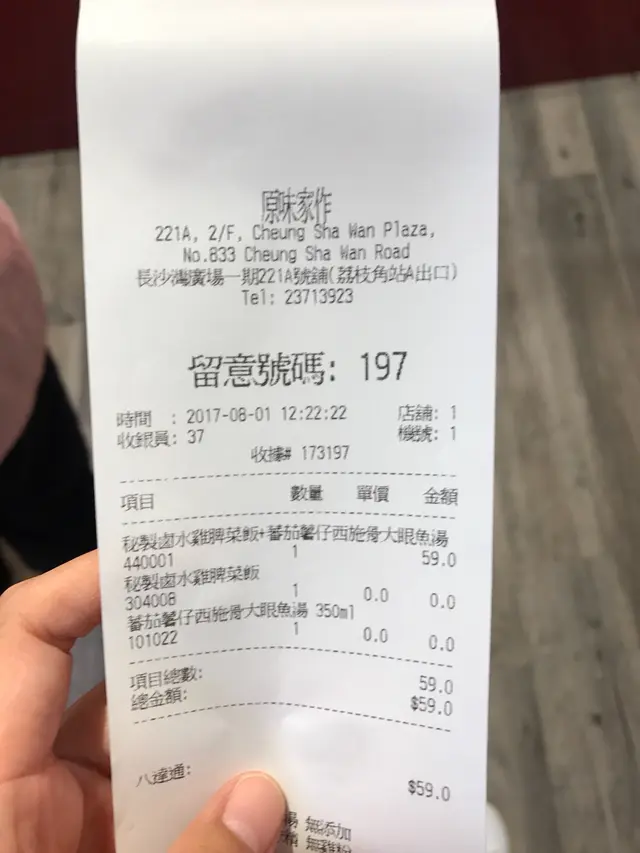 原味家作
221A, 2/F, Cheung Sha Wan Plaza,
No.833 Cheung Sha Wan Road
長沙灣廣場一期221A號舖(荔枝角站A出口)
Tel: 23713923
留意號碼: 197
時間 : 2017-08-01 12:22:22 店舖: 1
收銀員: 37 機號: 1
收據# 173197
項目 數量 單價 金額
秘製鹵水雞脾菜飯+蕃茄薯仔西施骨大眼魚湯
440001 1 59.0
秘製鹵水雞脾菜飯
304008 1 0.0 0.0
蕃茄薯仔西施骨大眼魚湯 350ml
101022 1 0.0 0.0
項目總數: 59.0
總金額: $59.0
八達通: $59.0
湯 無添加
無雞粉